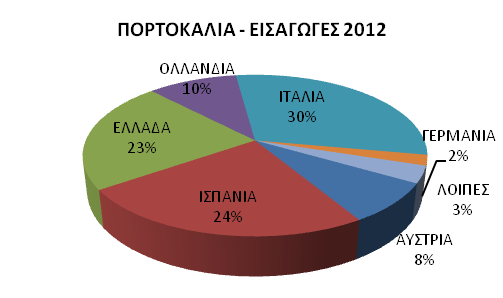 ΠΟΡΤΟΚΑΛΙΑ - ΕΙΣΑΓΩΓΕΣ 2012
ΟΛΛΑΝΔΙΑ
10%
ΙΤΑΛΙΑ
30%
ΕΛΛΑΔΑ
23%
ΓΕΡΜΑΝΙΑ
2%
ΛΟΙΠΕΣ
3%
ΙΣΠΑΝΙΑ
24%
ΑΥΣΤΡΙΑ
8%